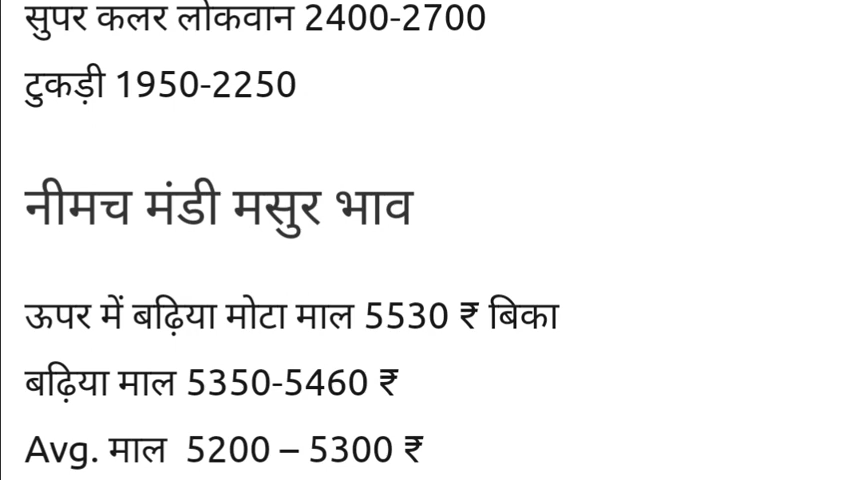 सुपर कलर लोकवान 2400-2700
टुकड़ी 1950-2250
नीमच मंडी मसुर भाव
ऊपर में बढ़िया मोटा माल 5530 ₹ बिका
बढ़िया माल 5350-5460 ₹
Avg. माल 5200 – 5300 ₹